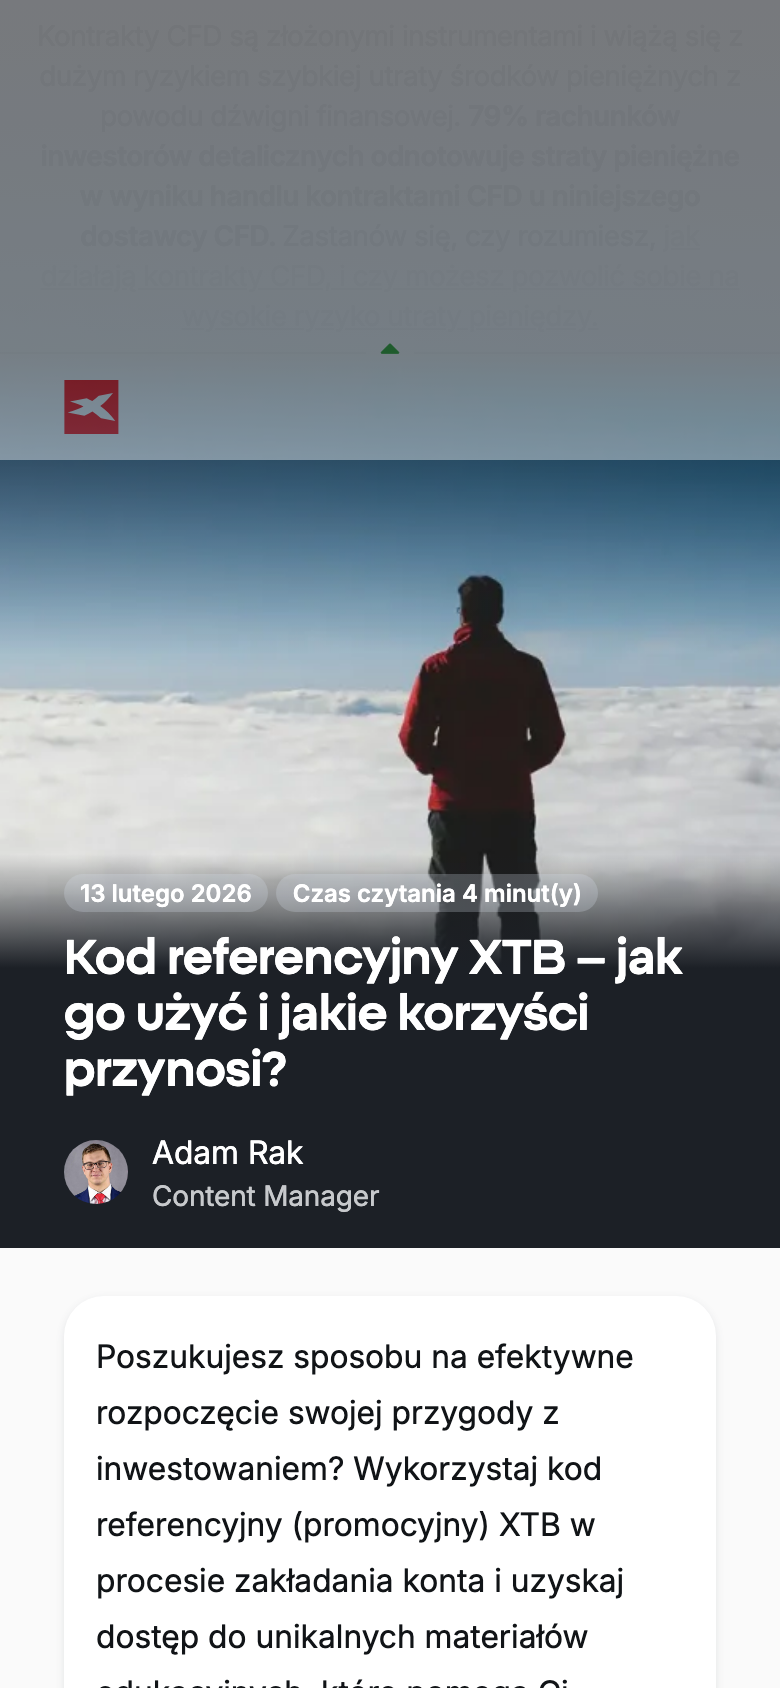 Kontrakty CFD są złożonymi instrumentami i wiążą się z
dużym ryzykiem szybkiej utraty środków pieniężnych z
powodu dźwigni finansowej. 79% rachunków
inwestorów detalicznych odnotowuje straty pieniężne
w wyniku handlu kontraktami CFD u niniejszego
dostawcy CFD. Zastanów się, czy rozumiesz, jak
działają kontrakty CFD, i czy możesz pozwolić sobie na
wysokie ryzyko utraty pieniędzy.
13 lutego 2026 Czas czytania 4 minut(y)
Kod referencyjny XTB – jak
go użyć i jakie korzyści
przynosi?
Adam Rak
Content Manager
Poszukujesz sposobu na efektywne
rozpoczęcie swojej przygody z
inwestowaniem? Wykorzystaj kod
referencyjny (promocyjny) XTB w
procesie zakładania konta i uzyskaj
dostęp do unikalnych materiałów